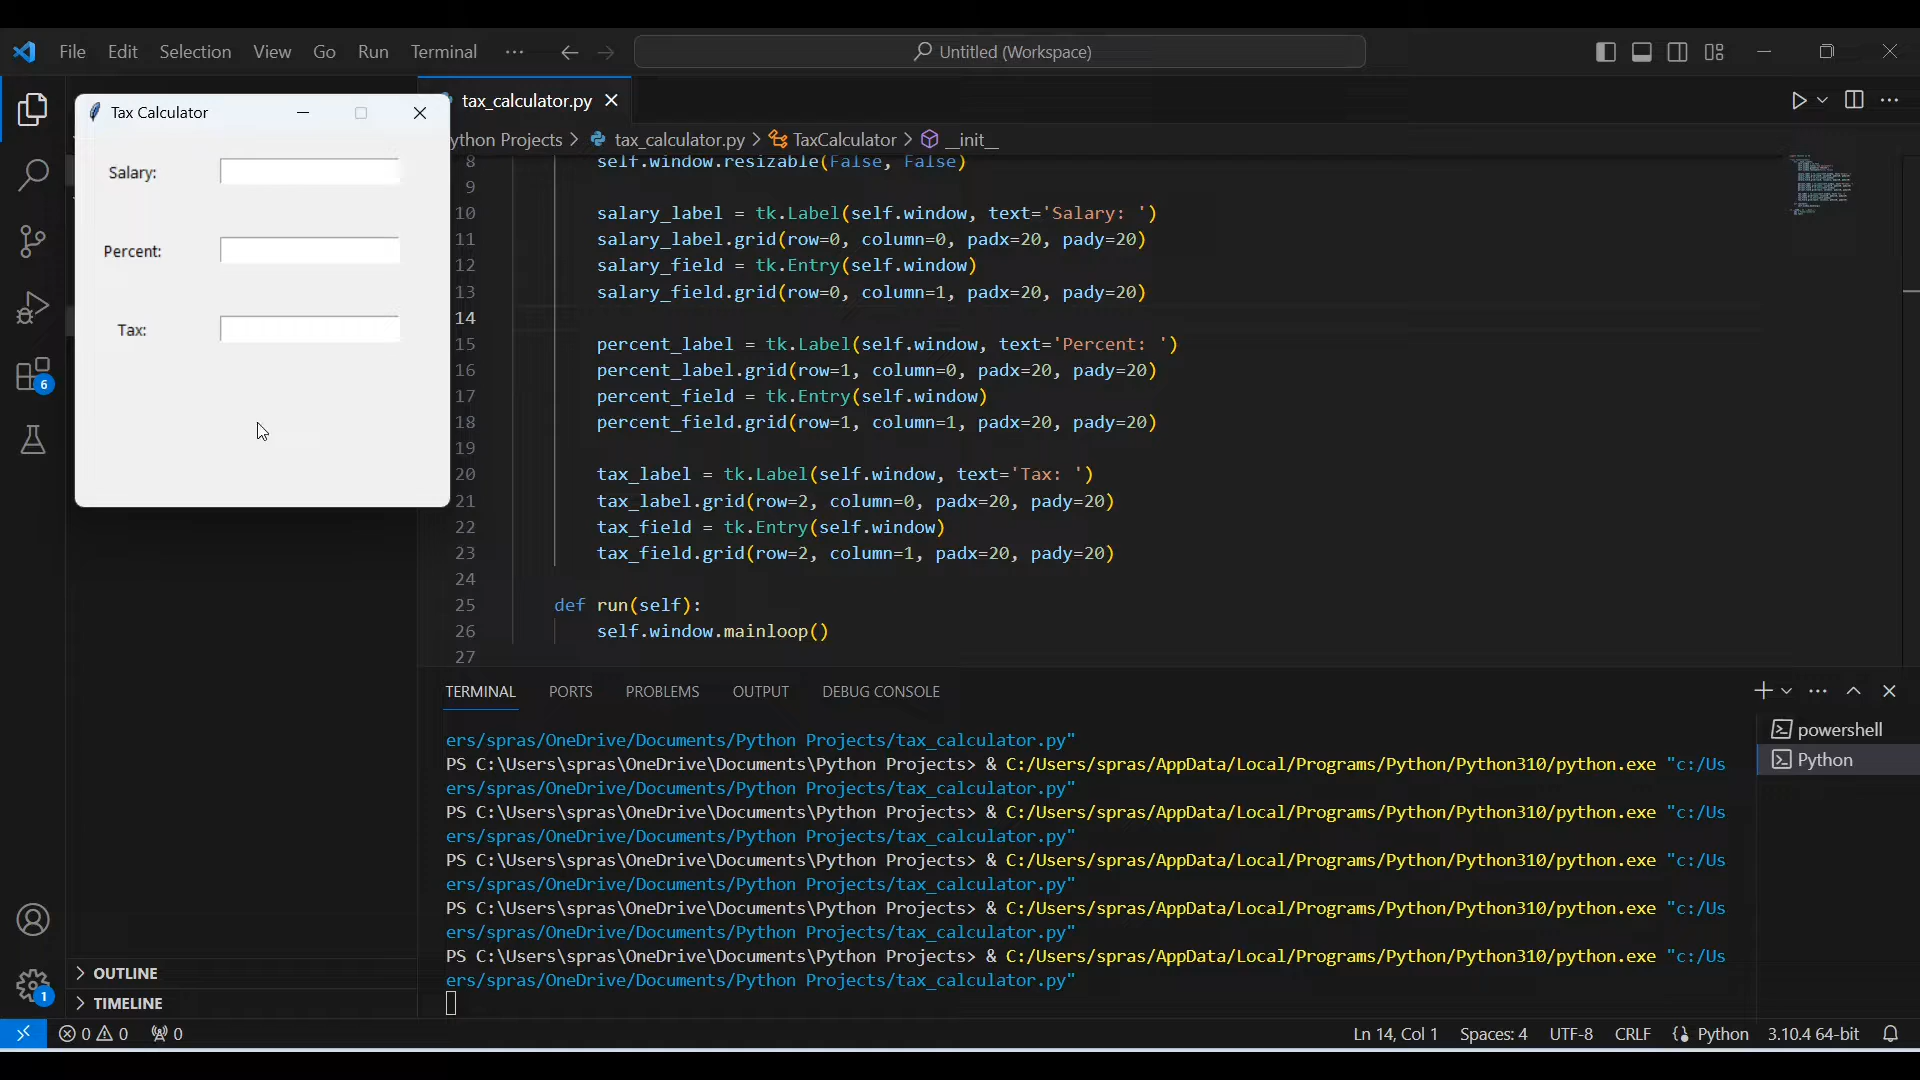 File Edit Selection View Go Run Terminal ··· Untitled (Workspace)
tax_calculator.py
Tax Calculator
ython Projects > tax_calculator.py > TaxCalculator > __init__
Salary:
Percent:
Tax:
8 self.window.resizable(False, False)
9
10 salary_label = tk.Label(self.window, text='Salary: ')
11 salary_label.grid(row=0, column=0, padx=20, pady=20)
12 salary_field = tk.Entry(self.window)
13 salary_field.grid(row=0, column=1, padx=20, pady=20)
14
15 percent_label = tk.Label(self.window, text='Percent: ')
16 percent_label.grid(row=1, column=0, padx=20, pady=20)
17 percent_field = tk.Entry(self.window)
18 percent_field.grid(row=1, column=1, padx=20, pady=20)
19
20 tax_label = tk.Label(self.window, text='Tax: ')
21 tax_label.grid(row=2, column=0, padx=20, pady=20)
22 tax_field = tk.Entry(self.window)
23 tax_field.grid(row=2, column=1, padx=20, pady=20)
24
25 def run(self):
26 self.window.mainloop()
27
6
TERMINAL PORTS PROBLEMS OUTPUT DEBUG CONSOLE
powershell
Python
ers/spras/OneDrive/Documents/Python Projects/tax_calculator.py"
PS C:\Users\spras\OneDrive\Documents\Python Projects> & C:/Users/spras/AppData/Local/Programs/Python/Python310/python.exe "c:/Us
ers/spras/OneDrive/Documents/Python Projects/tax_calculator.py"
PS C:\Users\spras\OneDrive\Documents\Python Projects> & C:/Users/spras/AppData/Local/Programs/Python/Python310/python.exe "c:/Us
ers/spras/OneDrive/Documents/Python Projects/tax_calculator.py"
PS C:\Users\spras\OneDrive\Documents\Python Projects> & C:/Users/spras/AppData/Local/Programs/Python/Python310/python.exe "c:/Us
ers/spras/OneDrive/Documents/Python Projects/tax_calculator.py"
PS C:\Users\spras\OneDrive\Documents\Python Projects> & C:/Users/spras/AppData/Local/Programs/Python/Python310/python.exe "c:/Us
ers/spras/OneDrive/Documents/Python Projects/tax_calculator.py"
PS C:\Users\spras\OneDrive\Documents\Python Projects> & C:/Users/spras/AppData/Local/Programs/Python/Python310/python.exe "c:/Us
ers/spras/OneDrive/Documents/Python Projects/tax_calculator.py"
OUTLINE
1
TIMELINE
0 0 0 Ln 14, Col 1 Spaces: 4 UTF-8 CRLF Python 3.10.4 64-bit